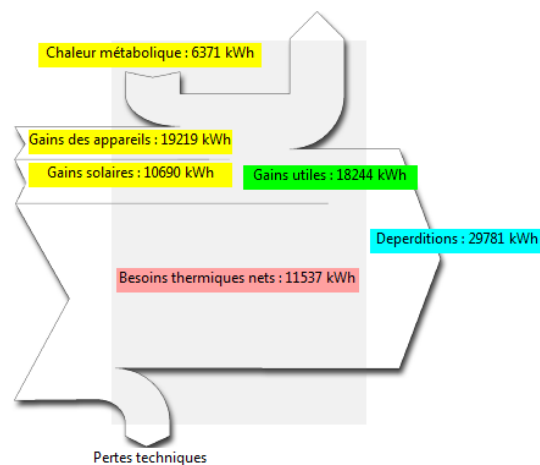 Chaleur métabolique : 6371 kWh
Gains des appareils : 19219 kWh
Gains solaires : 10690 kWh
Gains utiles : 18244 kWh
Deperditions : 29781 kWh
Besoins thermiques nets : 11537 kWh
Pertes techniques